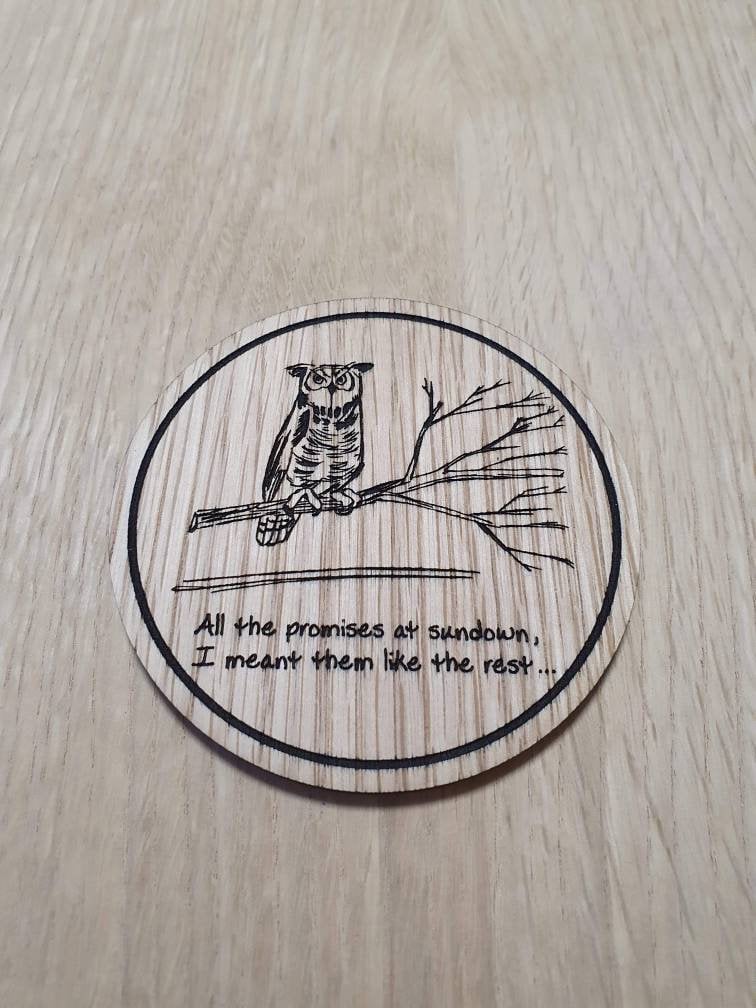 All the promises at sundown,
I meant them like the rest...